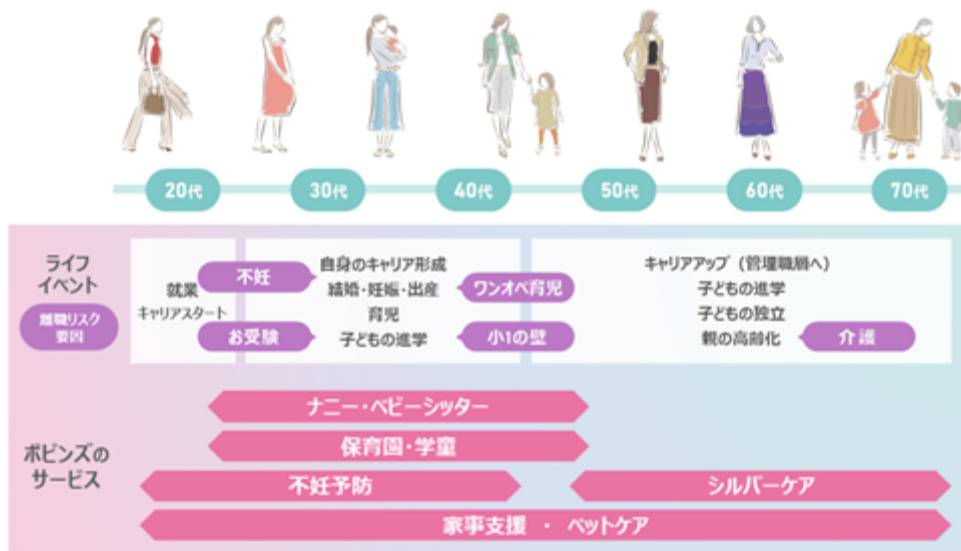 20代
30代
40代
50代
60代
70代
ライフ
イベント
離職リスク
要因
就業
キャリアスタート
不妊
お受験
自身のキャリア形成
結婚・妊娠・出産
育児
子どもの進学
ワンオペ育児
小1の壁
キャリアアップ（管理職層へ）
子どもの進学
子どもの独立
親の高齢化
介護
ポピンズの
サービス
ナニー・ベビーシッター
保育園・学童
不妊予防
シルバーケア
家事支援 ・ ペットケア